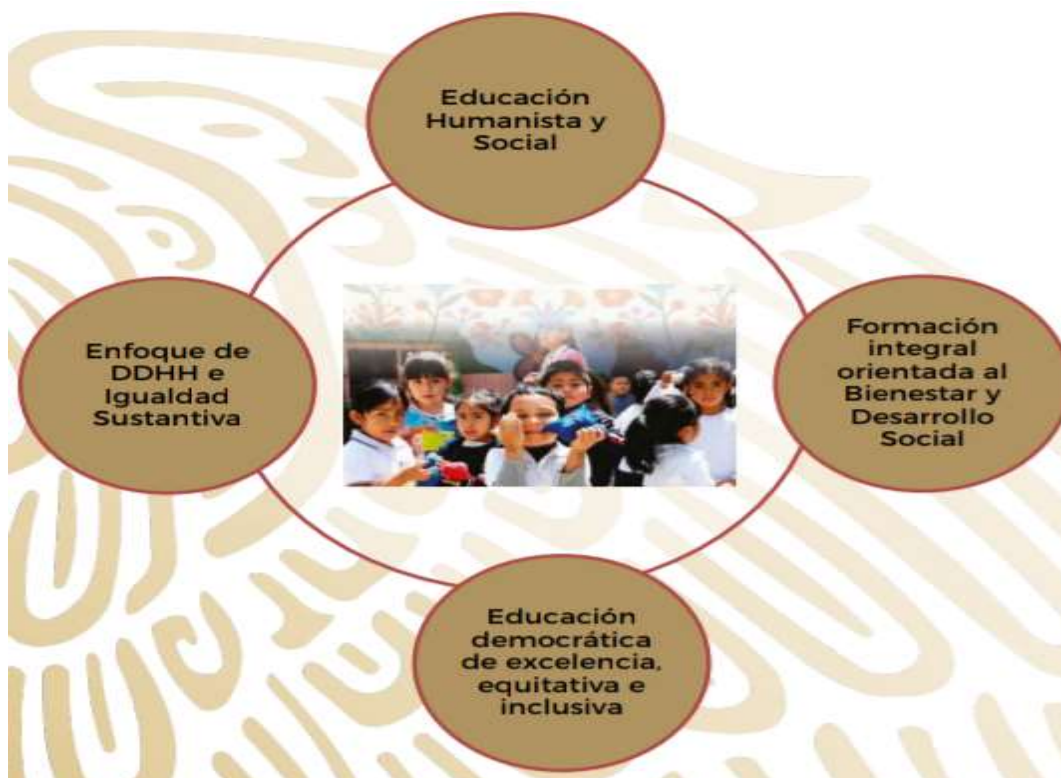 Educación
Humanista y
Social
Enfoque de
DDHH e
Igualdad
Sustantiva
Formación
integral
orientada al
Bienestar y
Desarrollo
Social
Educación
democrática
de excelencia,
equitativa e
inclusiva